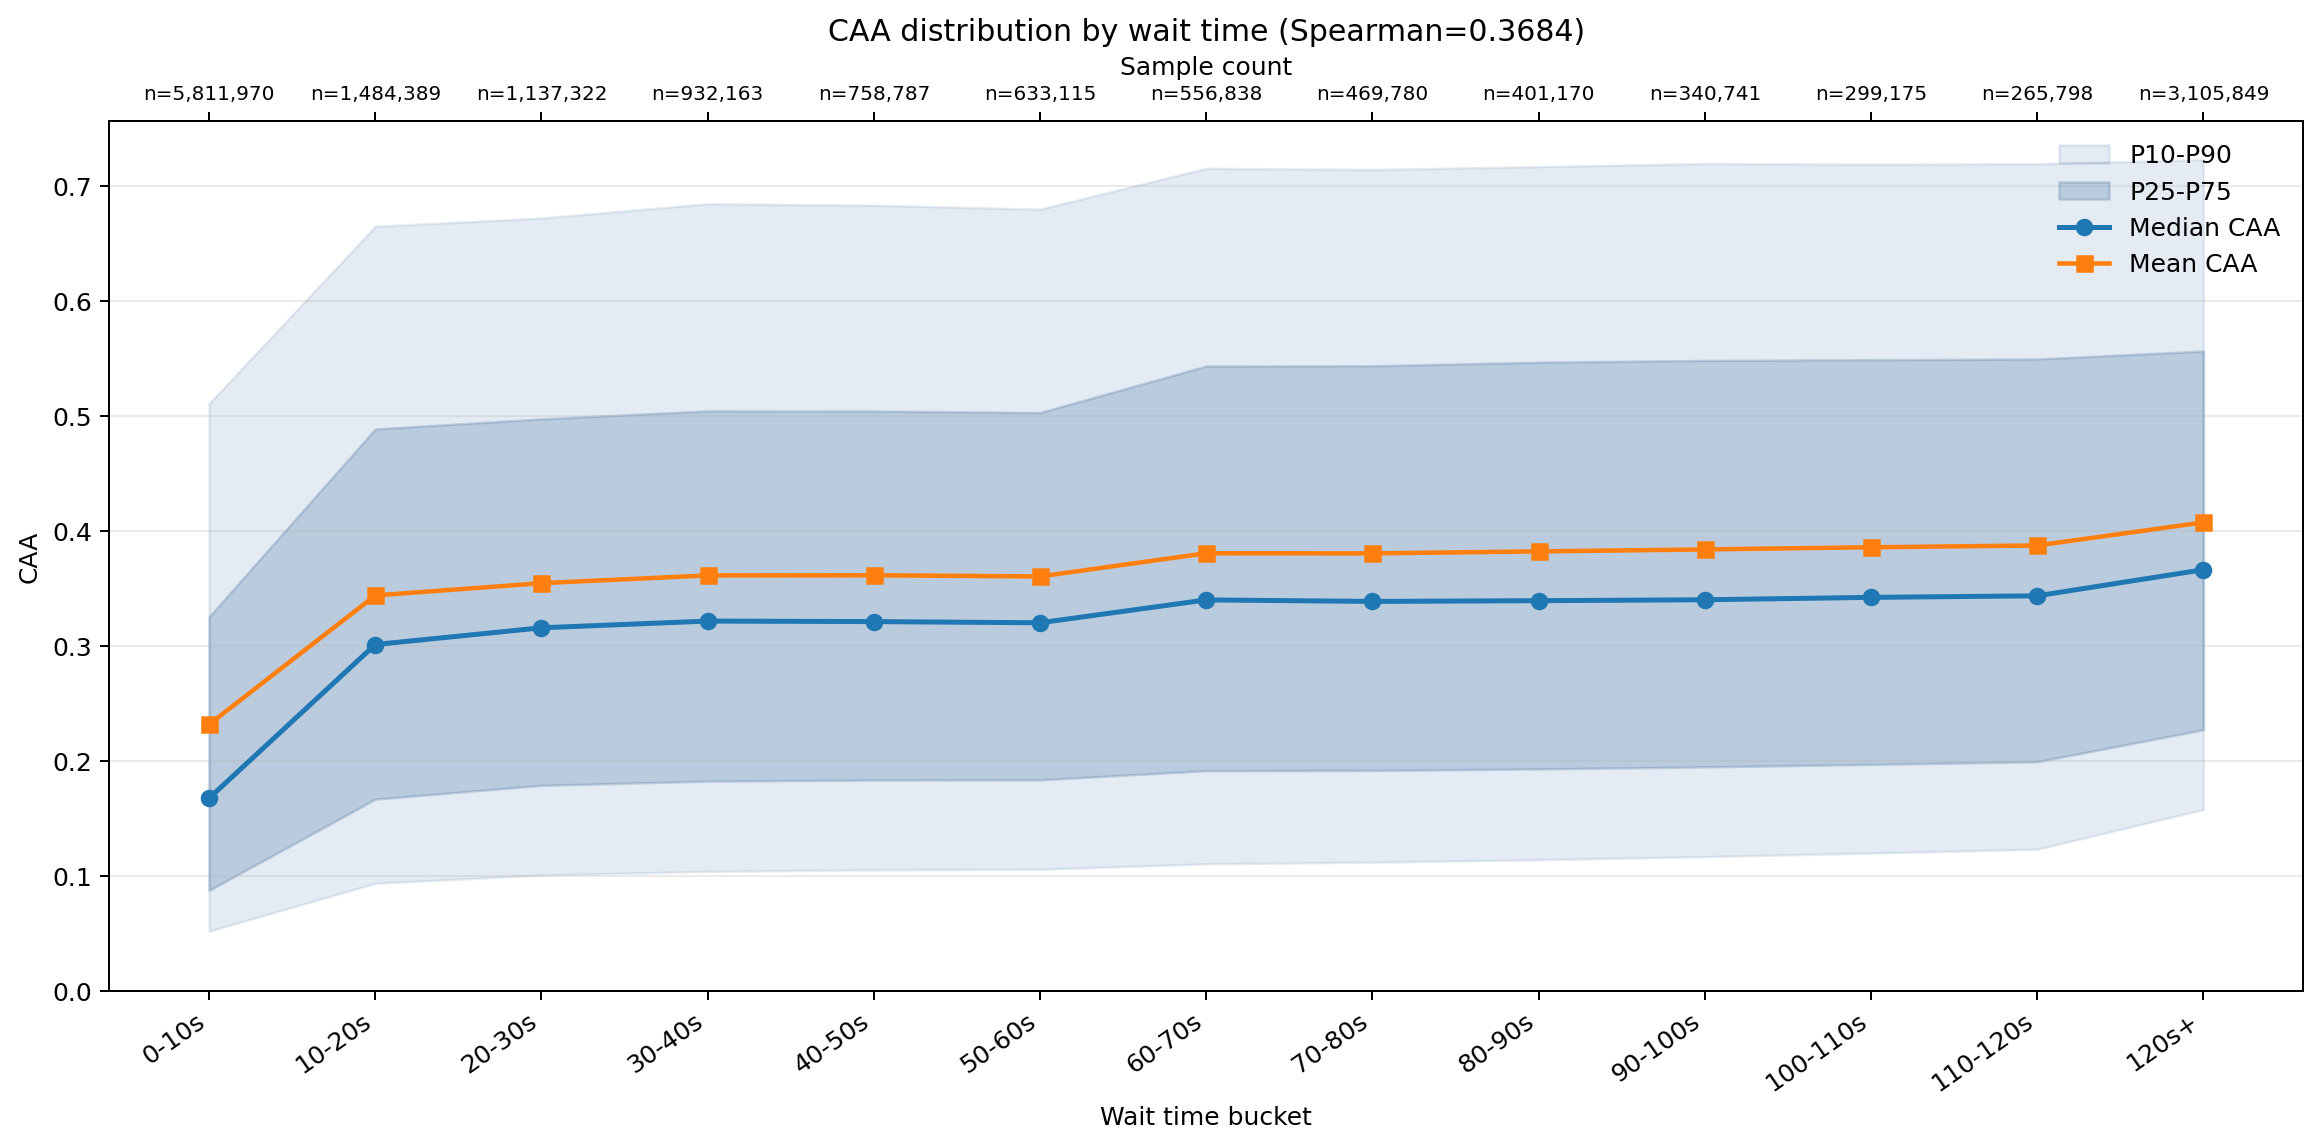 CAA distribution by wait time (Spearman=0.3684)
Sample count
n=5,811,970 n=1,484,389 n=1,137,322 n=932,163 n=758,787 n=633,115 n=556,838 n=469,780 n=401,170 n=340,741 n=299,175 n=265,798 n=3,105,849
P10-P90
P25-P75
Median CAA
Mean CAA
CAA
0.7
0.6
0.5
0.4
0.3
0.2
0.1
0.0
0-10s 10-20s 20-30s 30-40s 40-50s 50-60s 60-70s 70-80s 80-90s 90-100s 100-110s 110-120s 120s+
Wait time bucket